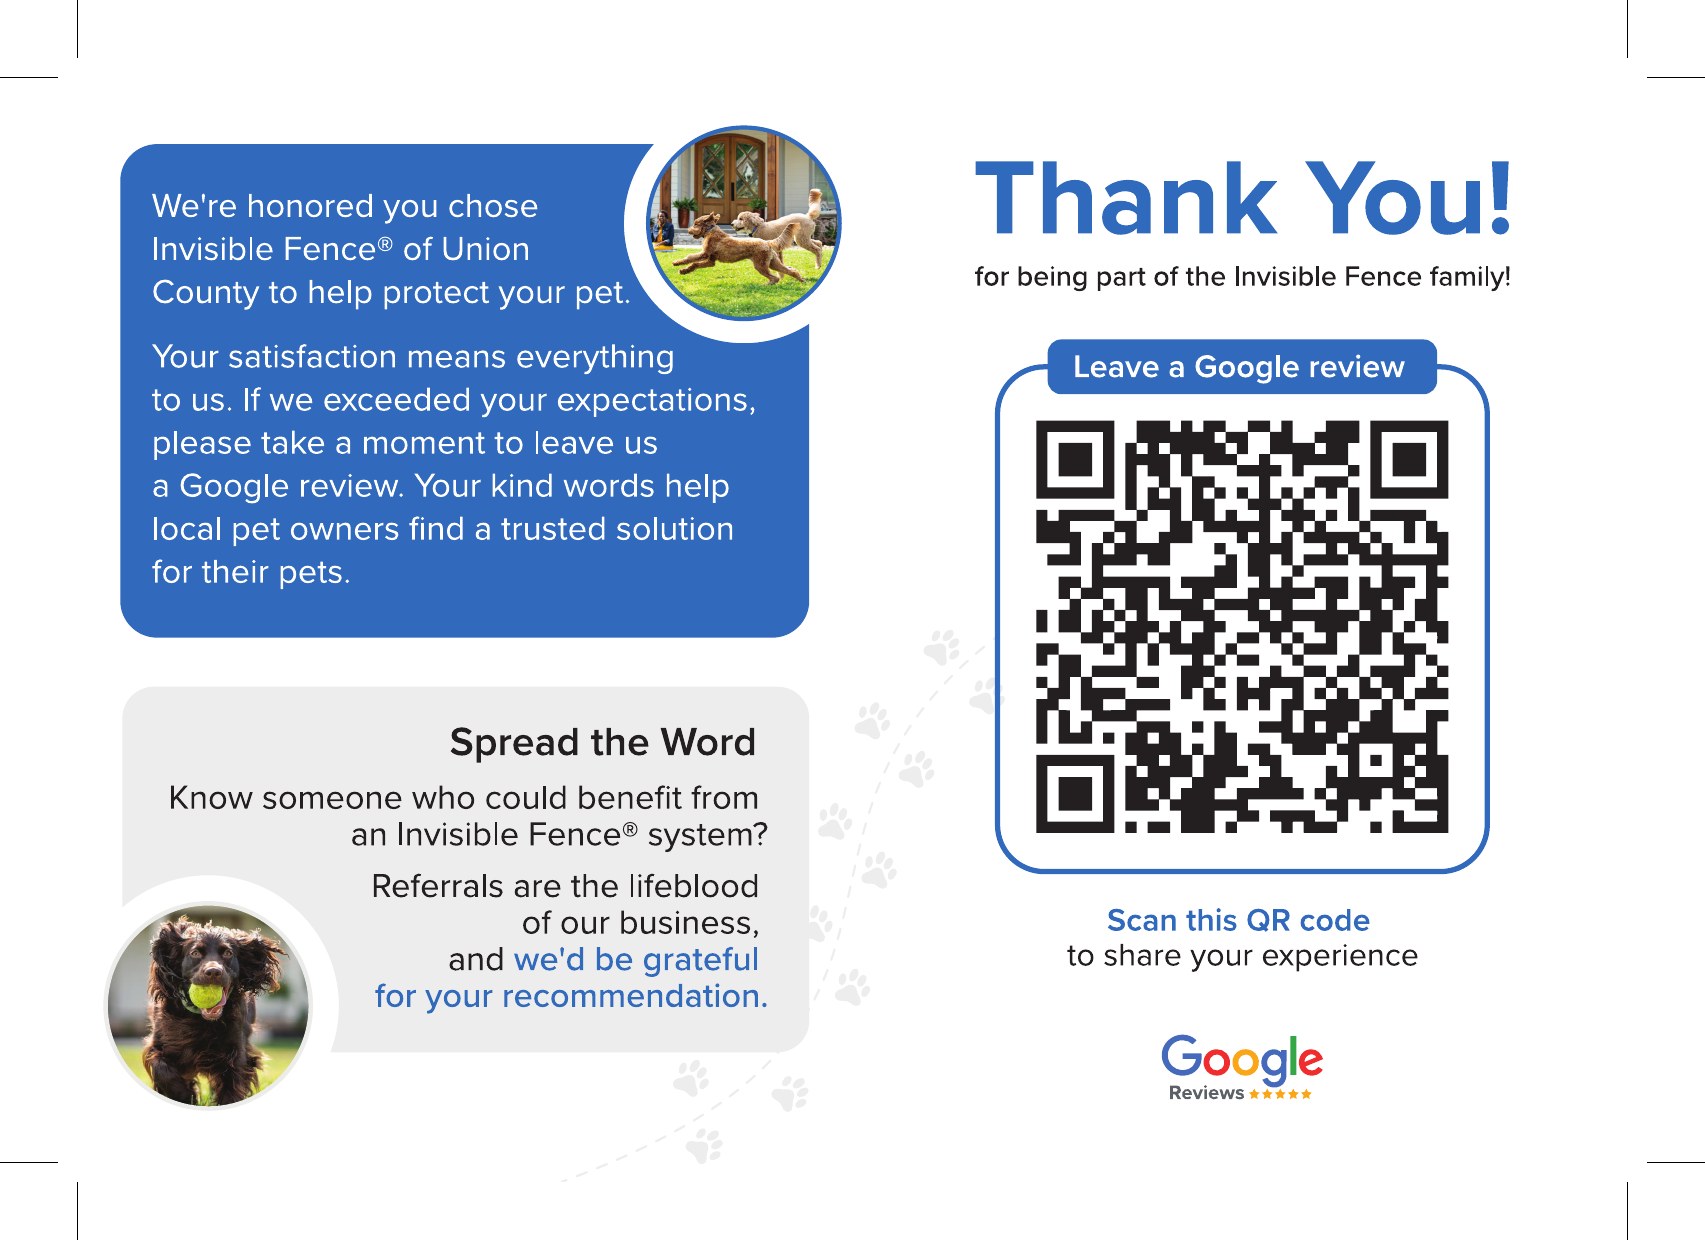 We're honored you chose
Invisible Fence® of Union
County to help protect your pet.
Your satisfaction means everything
to us. If we exceeded your expectations,
please take a moment to leave us
a Google review. Your kind words help
local pet owners find a trusted solution
for their pets.
Spread the Word
Know someone who could benefit from
an Invisible Fence® system?
Referrals are the lifeblood
of our business,
and we'd be grateful
for your recommendation.
Thank You!
for being part of the Invisible Fence family!
Leave a Google review
Scan this QR code
to share your experience
Google
Reviews